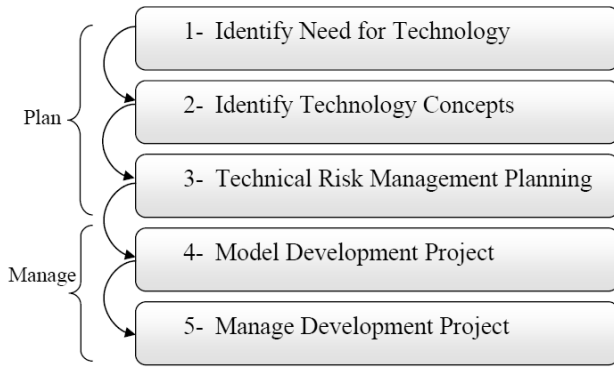 1- Identify Need for Technology
2- Identify Technology Concepts
Plan
3- Technical Risk Management Planning
4- Model Development Project
Manage
5- Manage Development Project